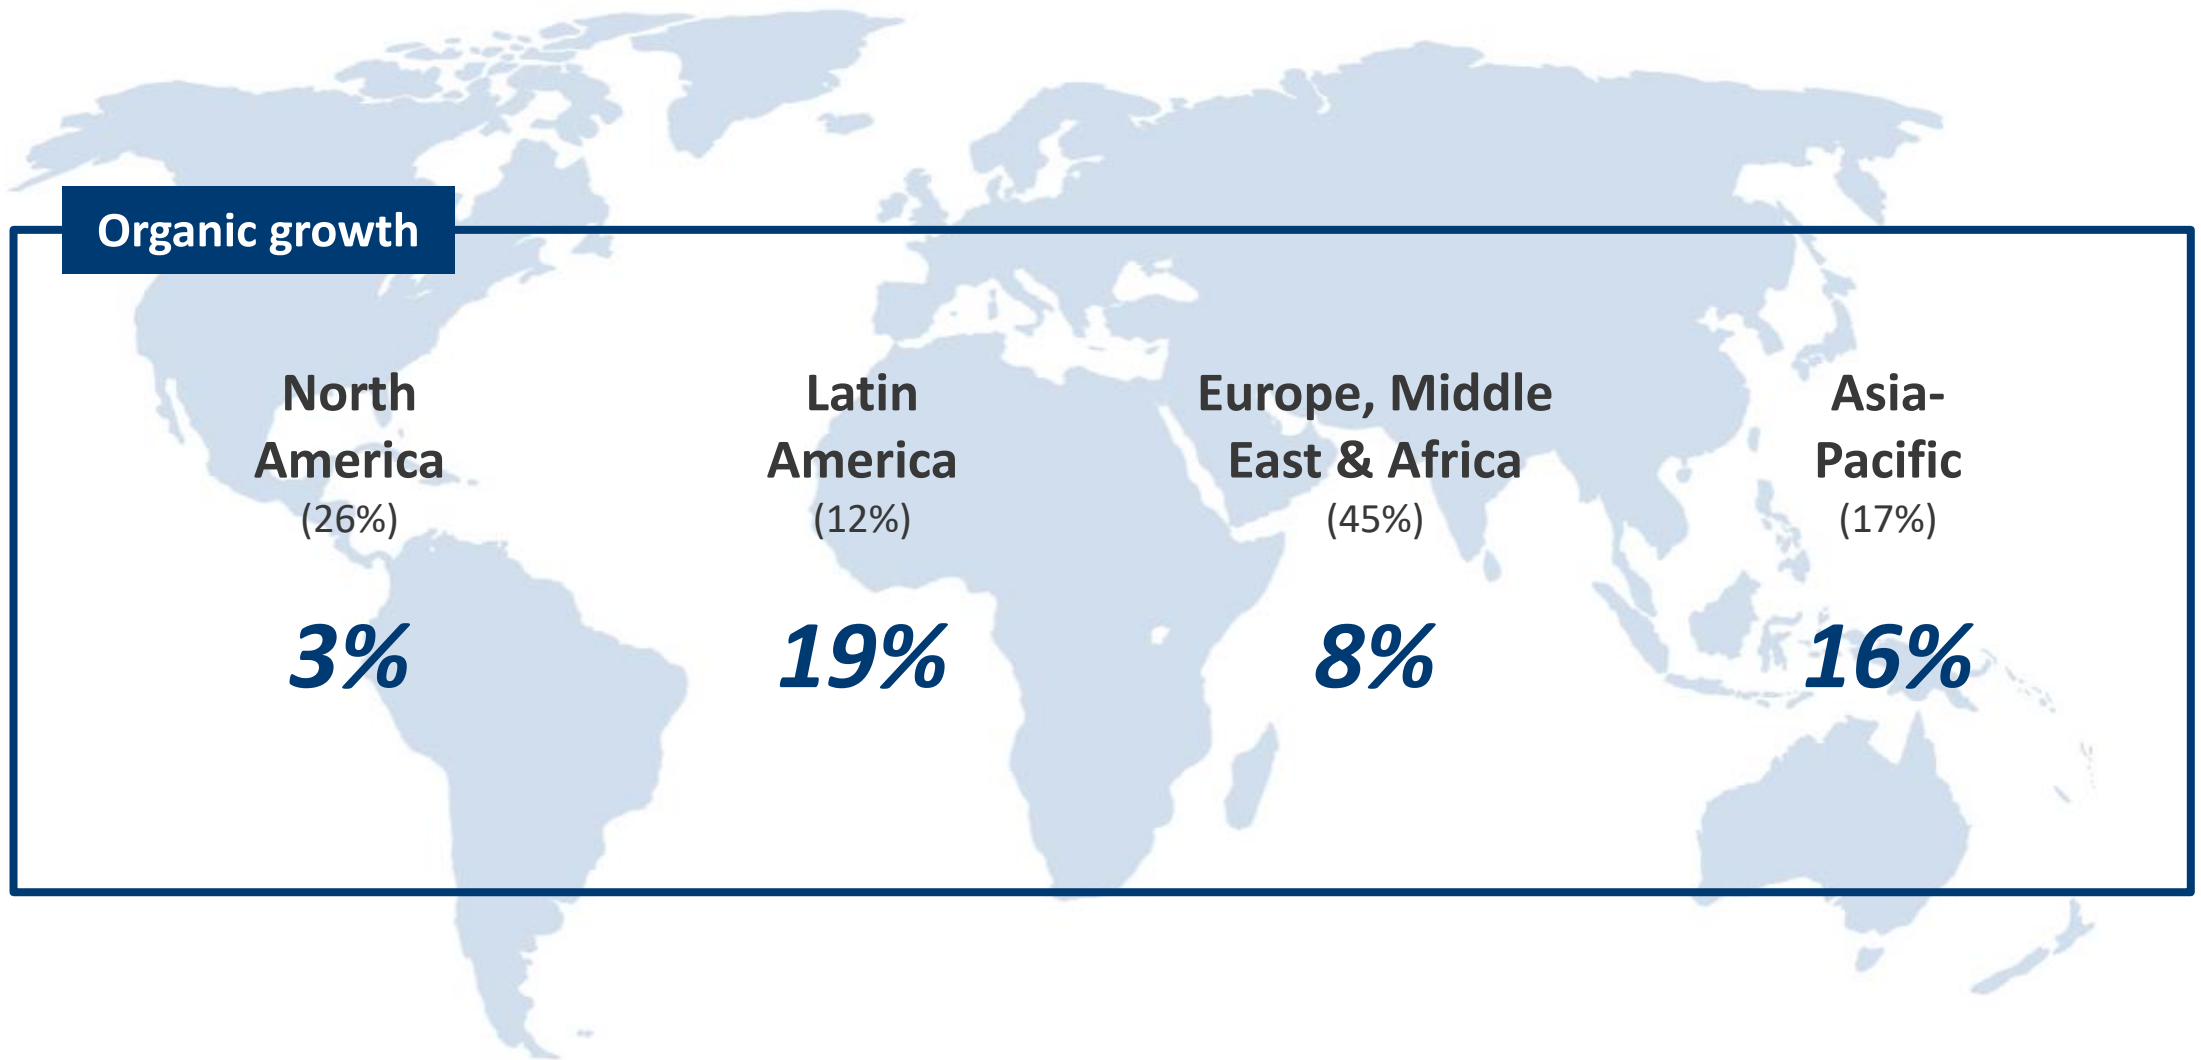 Organic growth
North
America
(26%)
3%
Latin
America
(12%)
19%
Europe, Middle
East & Africa
(45%)
8%
Asia-
Pacific
(17%)
16%